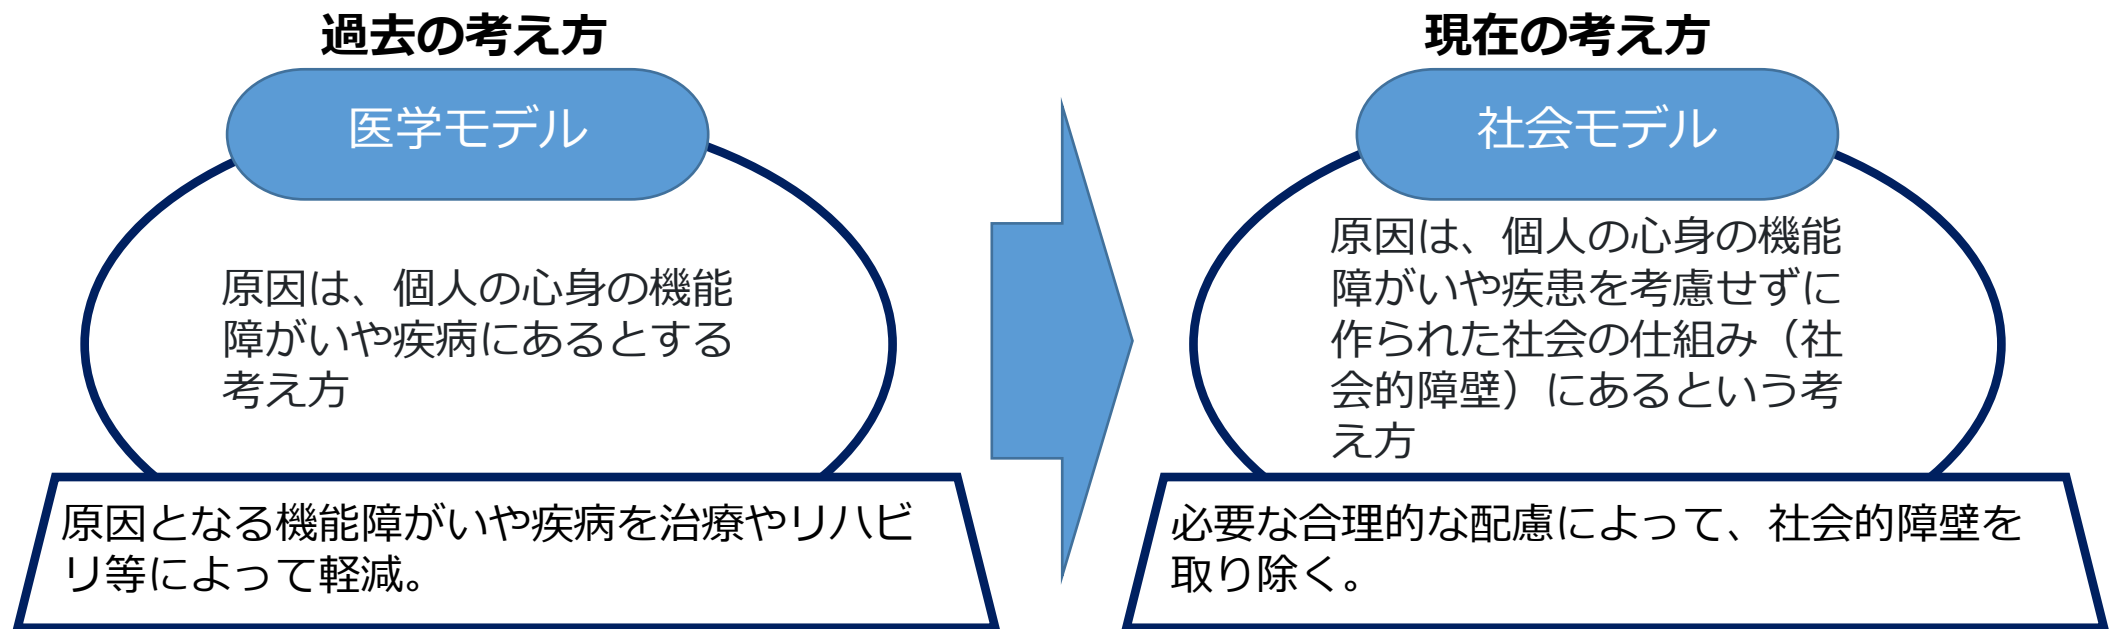 過去の考え方
医学モデル
原因は、個人の心身の機能
障がいや疾病にあるとする
考え方
原因となる機能障がいや疾病を治療やリハビ
リ等によって軽減。
現在の考え方
社会モデル
原因は、個人の心身の機能
障がいや疾患を考慮せずに
作られた社会の仕組み（社
会的障壁）にあるという考
え方
必要な合理的な配慮によって、社会的障壁を
取り除く。